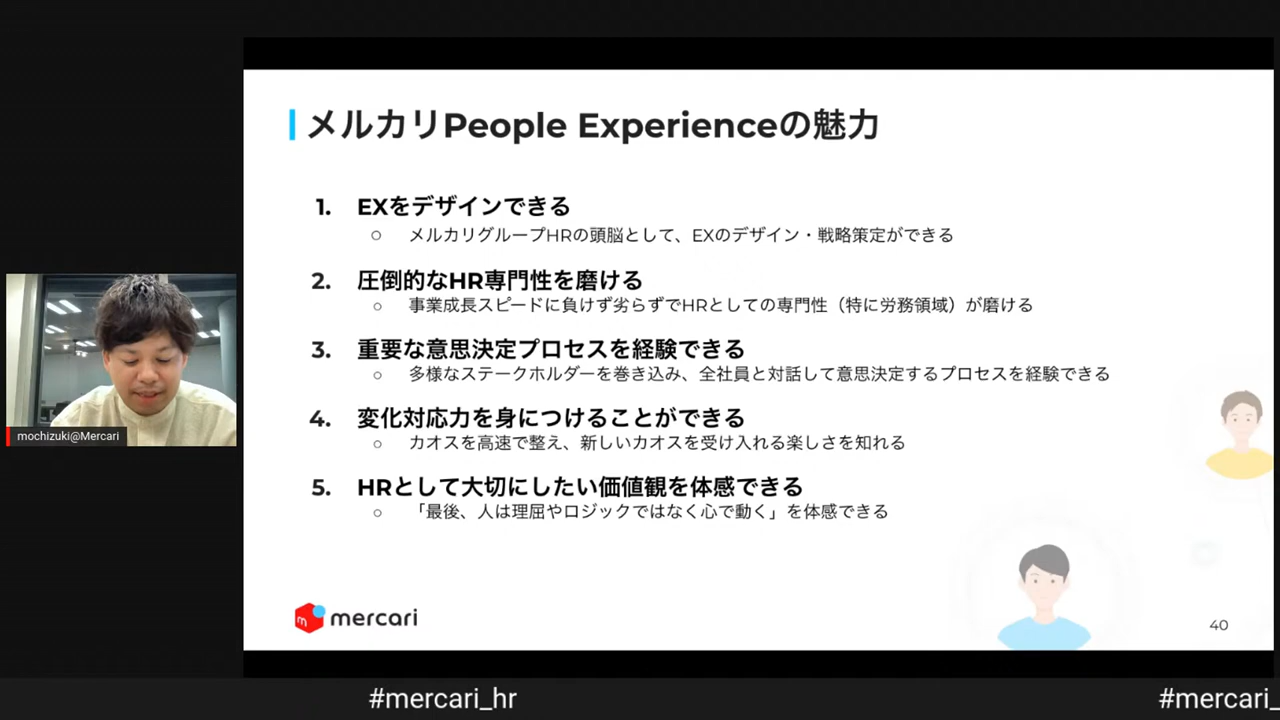 メルカリPeople Experienceの魅力
1. EXをデザインできる
○ メルカリグループHRの頭脳として、EXのデザイン・戦略策定ができる
2. 圧倒的なHR専門性を磨ける
○ 事業成長スピードに負けず劣らずでHRとしての専門性（特に労務領域）が磨ける
3. 重要な意思決定プロセスを経験できる
○ 多様なステークホルダーを巻き込み、全社員と対話して意思決定するプロセスを経験できる
4. 変化対応力を身につけることができる
○ カオスを高速で整え、新しいカオスを受け入れる楽しさを知れる
5. HRとして大切にしたい価値観を体感できる
○ 「最後、人は理屈やロジックではなく心で動く」を体感できる
mochizuki@Mercari
mercari
40
#mercari_hr
#mercari_